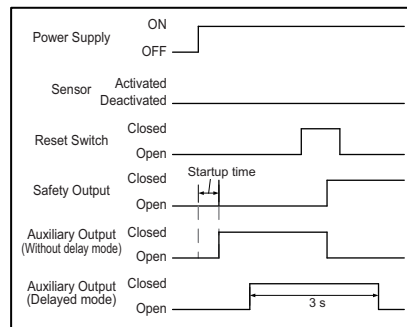 Power Supply
ON
OFF
Sensor
Activated
Deactivated
Reset Switch
Closed
Open
Startup time
Safety Output
Closed
Open
Auxiliary Output
(Without delay mode)
Closed
Open
Auxiliary Output
(Delayed mode)
Closed
Open
3 s